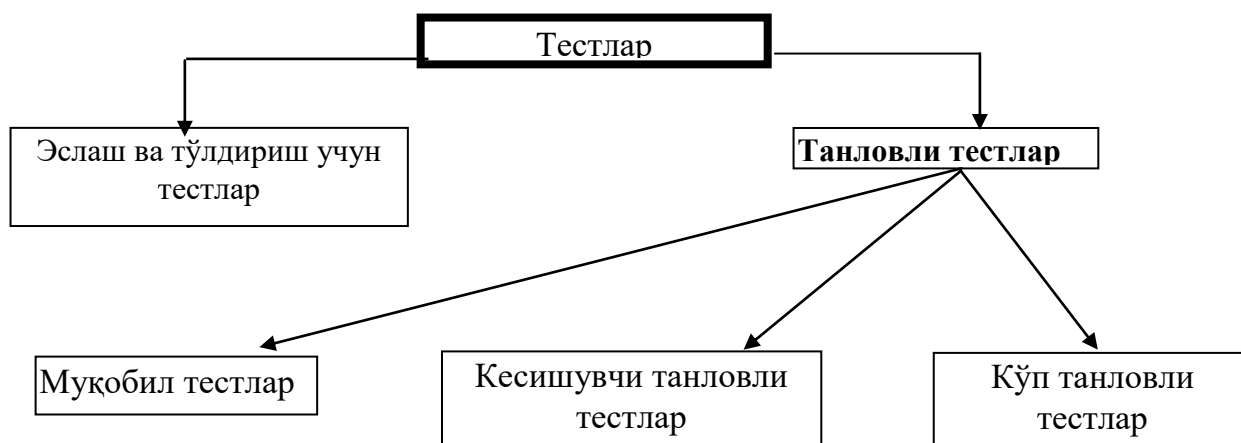 Тестлар
Эслаш ва тўлдириш учун
тестлар
Танловли тестлар
Муқобил тестлар
Кесишувчи танловли
тестлар
Кўп танловли
тестлар